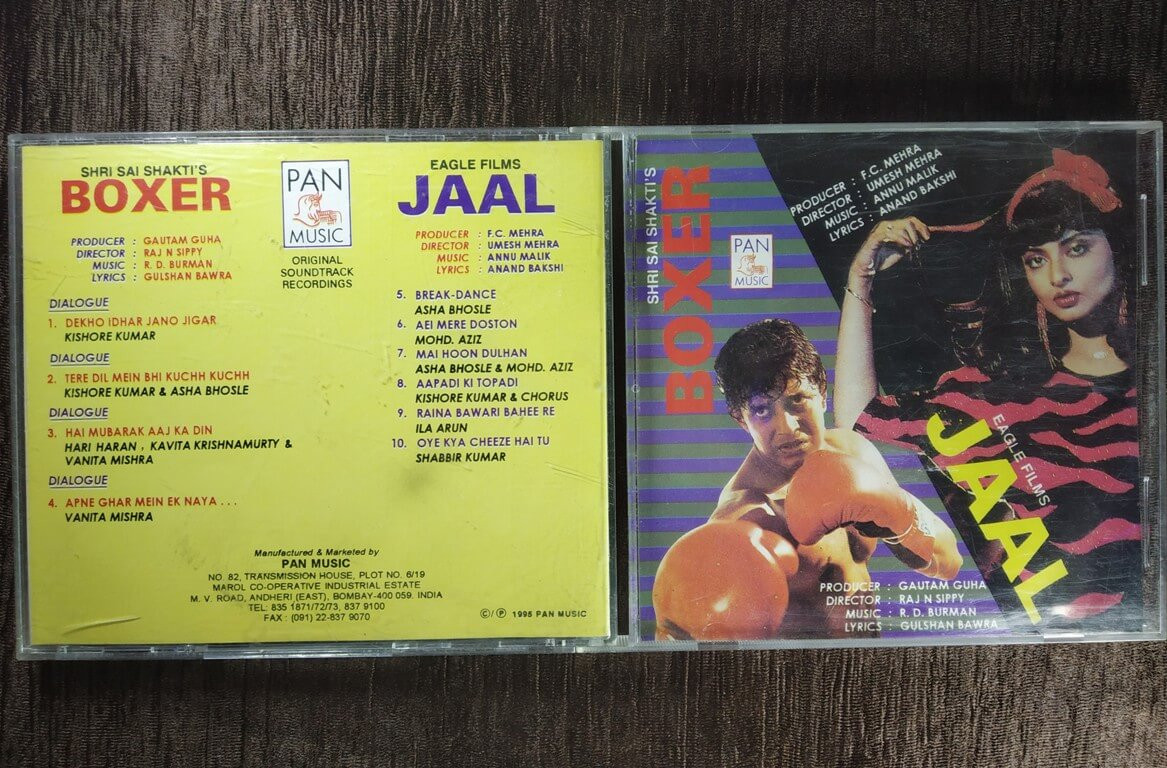 SHRI SAI SHAKTI'S
BOXER
PRODUCER : GAUTAM GUHA
DIRECTOR : RAJ N SIPPY
MUSIC : R. D. BURMAN
LYRICS : GULSHAN BAWRA
DIALOGUE
1. DEKHO IDHAR JANO JIGAR
KISHORE KUMAR
DIALOGUE
2. TERE DIL MEIN BHI KUCHH KUCHH
KISHORE KUMAR & ASHA BHOSLE
DIALOGUE
3. HAI MUBARAK AAJ KA DIN
HARI HARAN , KAVITA KRISHNAMURTY &
VANITA MISHRA
DIALOGUE
4. APNE GHAR MEIN EK NAYA . . .
VANITA MISHRA
PAN
MUSIC
ORIGINAL
SOUNDTRACK
RECORDINGS
EAGLE FILMS
JAAL
PRODUCER : F.C. MEHRA
DIRECTOR : UMESH MEHRA
MUSIC : ANNU MALIK
LYRICS : ANAND BAKSHI
5. BREAK-DANCE
ASHA BHOSLE
6. AEI MERE DOSTON
MOHD. AZIZ
7. MAI HOON DULHAN
ASHA BHOSLE & MOHD. AZIZ
8. AAPADI KI TOPADI
KISHORE KUMAR & CHORUS
9. RAINA BAWARI BAHEE RE
ILA ARUN
10. OYE KYA CHEEZE HAI TU
SHABBIR KUMAR
Manufactured & Marketed by
PAN MUSIC
NO. 82, TRANSMISSION HOUSE, PLOT NO. 6/19
MAROL CO-OPERATIVE INDUSTRIAL ESTATE
M. V. ROAD, ANDHERI (EAST), BOMBAY-400 059. INDIA
TEL: 835 1871/72/73, 837 9100
FAX : (091) 22-837 9070
©/℗ 1995 PAN MUSIC
SHRI SAI SHAKTI'S
BOXER
PAN
MUSIC
PRODUCER : F.C. MEHRA
DIRECTOR : UMESH MEHRA
MUSIC : ANNU MALIK
LYRICS : ANAND BAKSHI
EAGLE FILMS
JAAL
PRODUCER : GAUTAM GUHA
DIRECTOR : RAJ N SIPPY
MUSIC : R. D. BURMAN
LYRICS : GULSHAN BAWRA